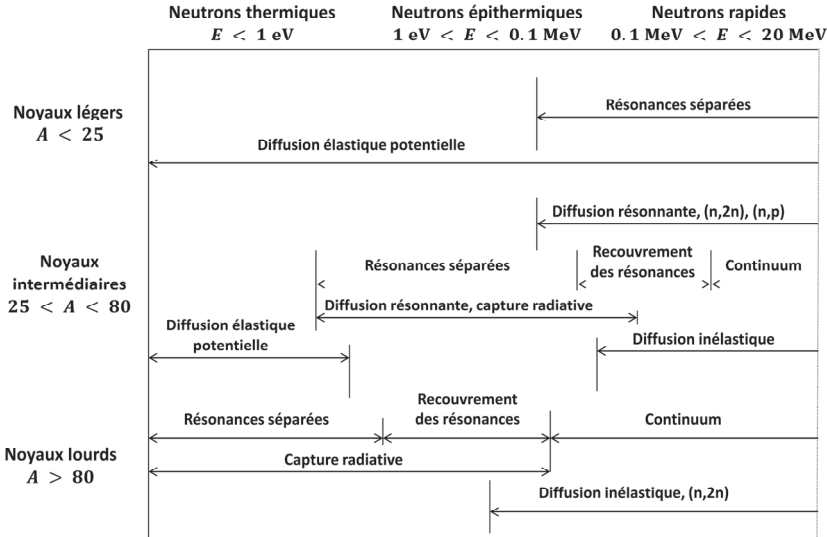 Neutrons thermiques
E < 1 eV
Neutrons épithermiques
1 eV < E < 0.1 MeV
Neutrons rapides
0.1 MeV < E < 20 MeV
Noyaux légers
A < 25
Résonances séparées
Diffusion élastique potentielle
Noyaux
intermédiaires
25 < A < 80
Diffusion résonnante, (n,2n), (n,p)
Résonances séparées
Recouvrement
des résonances
Continuum
Diffusion résonnante, capture radiative
Diffusion élastique
potentielle
Diffusion inélastique
Noyaux lourds
A > 80
Résonances séparées
Recouvrement
des résonances
Continuum
Capture radiative
Diffusion inélastique, (n,2n)